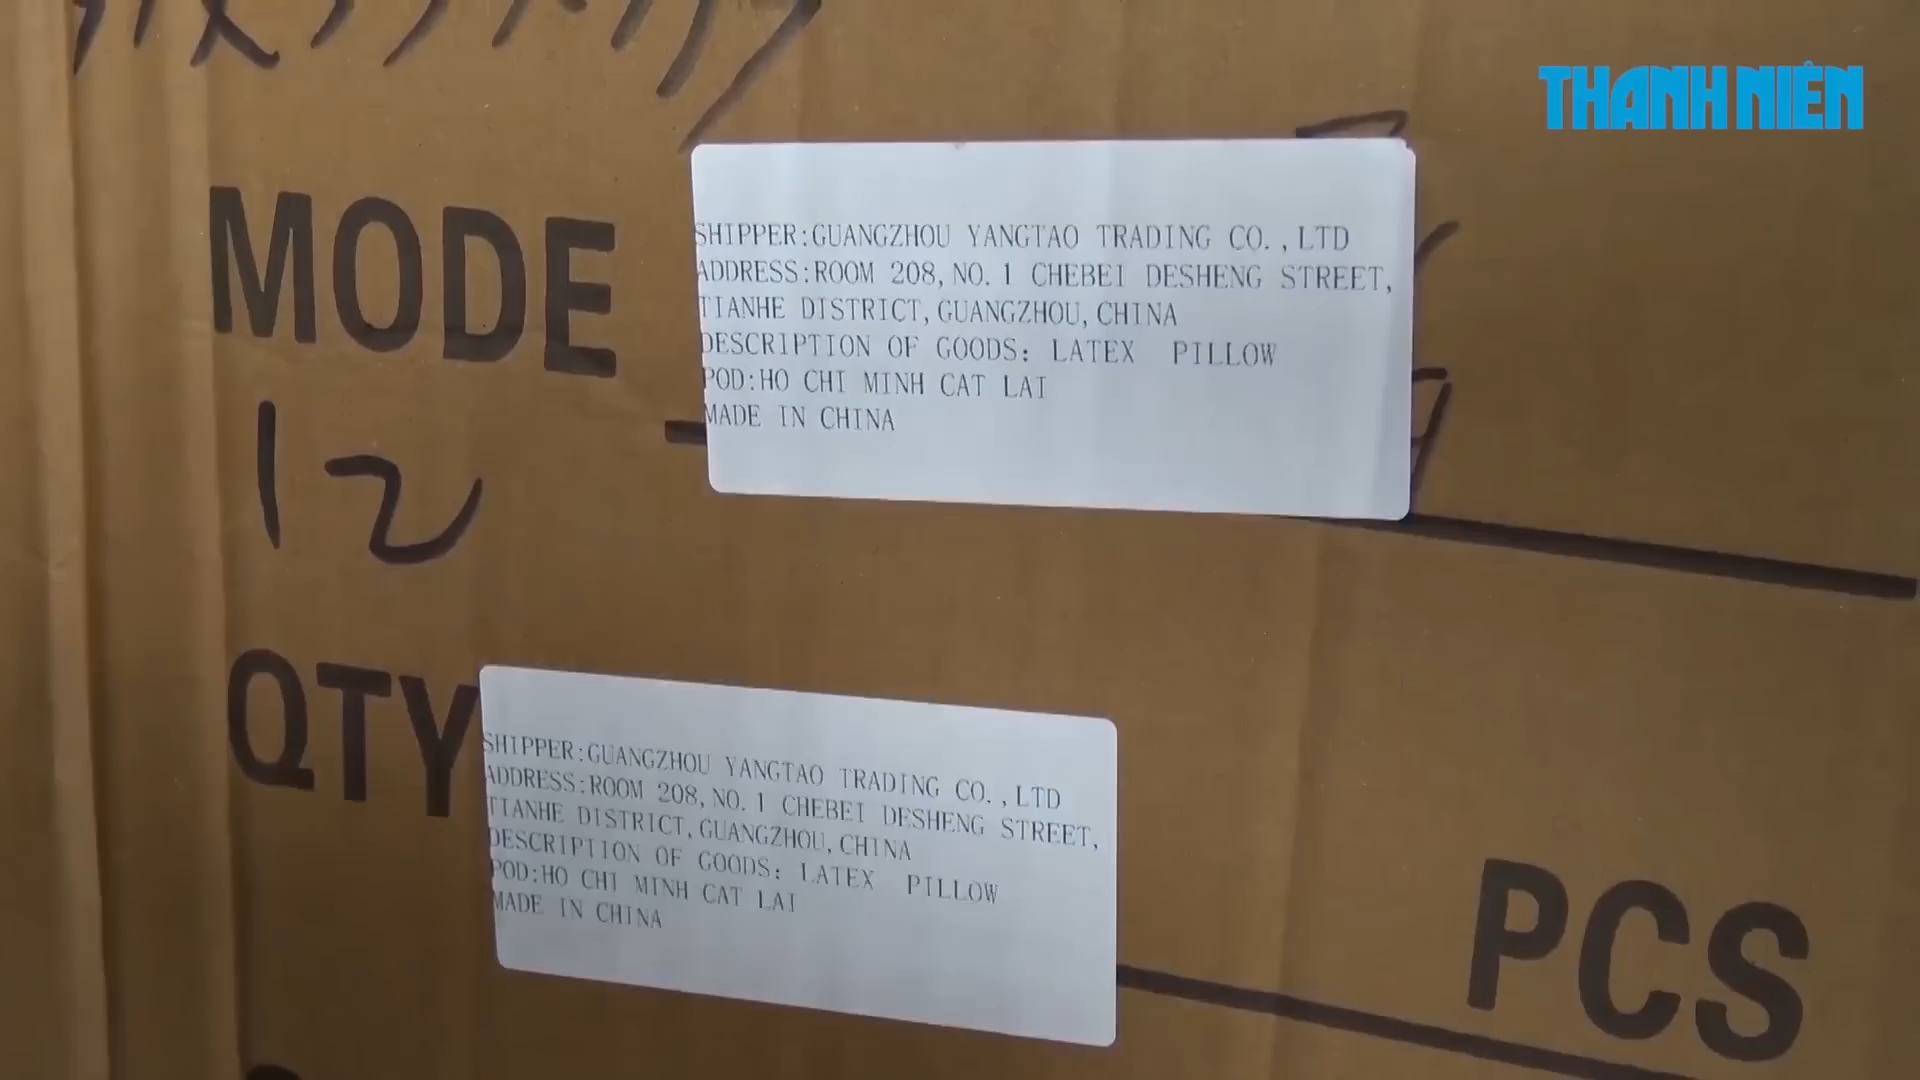 THANH NIÊN
MODE
SHIPPER:GUANGZHOU YANGTAO TRADING CO.,LTD
ADDRESS:ROOM 208,NO.1 CHEBEI DESHENG STREET,
TIANHE DISTRICT,GUANGZHOU,CHINA
DESCRIPTION OF GOODS: LATEX PILLOW
POD:HO CHI MINH CAT LAI
MADE IN CHINA
12
QTY
SHIPPER:GUANGZHOU YANGTAO TRADING CO.,LTD
ADDRESS:ROOM 208,NO.1 CHEBEI DESHENG STREET,
TIANHE DISTRICT,GUANGZHOU,CHINA
DESCRIPTION OF GOODS: LATEX PILLOW
POD:HO CHI MINH CAT LAI
MADE IN CHINA
PCS